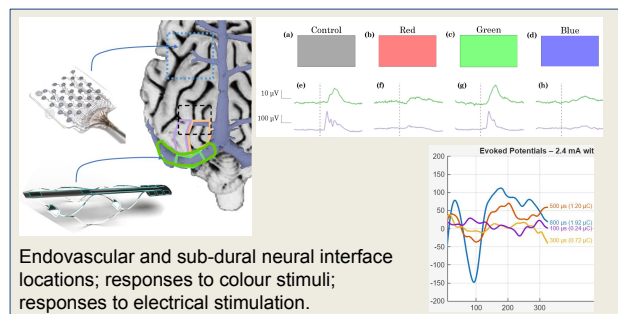 (a) Control (b) Red (c) Green (d) Blue
(e) (f) (g) (h)
10 µV
100 µV
Evoked Potentials – 2.4 mA wit
200
150
100
50
0
-50
-100
-150
-200
100 200 300
500 µs (1.20 µC)
800 µs (1.92 µC)
100 µs (0.24 µC)
300 µs (0.72 µC)
Endovascular and sub-dural neural interface
locations; responses to colour stimuli;
responses to electrical stimulation.